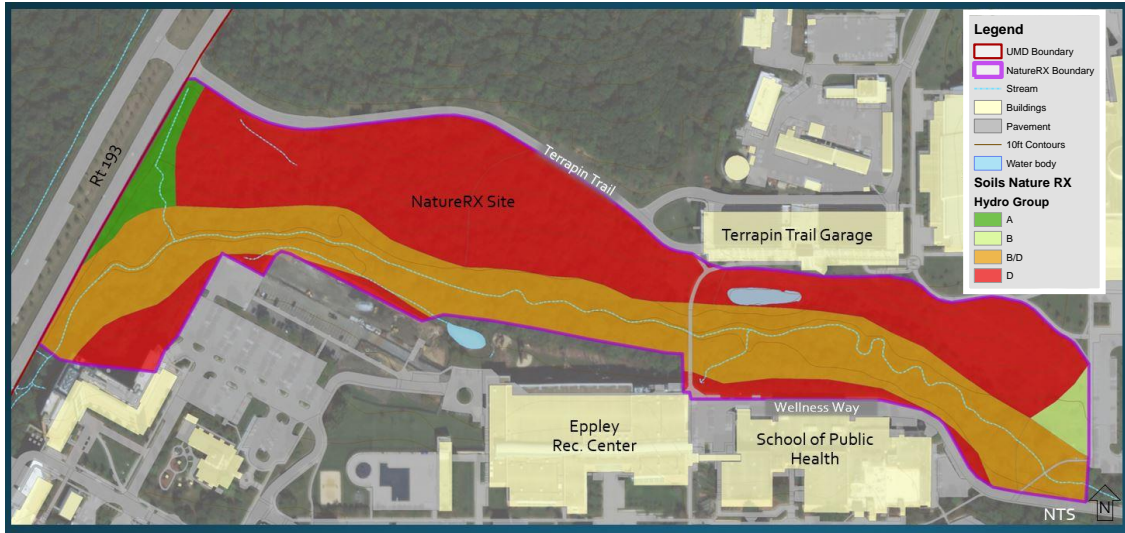 Legend
UMD Boundary
NatureRX Boundary
Stream
Buildings
Pavement
10ft Contours
Water body
Soils Nature RX
Hydro Group
A
B
B/D
D
Rt 193
Terrapin Trail
NatureRX Site
Terrapin Trail Garage
Wellness Way
Eppley
Rec. Center
School of Public
Health
NTS
N